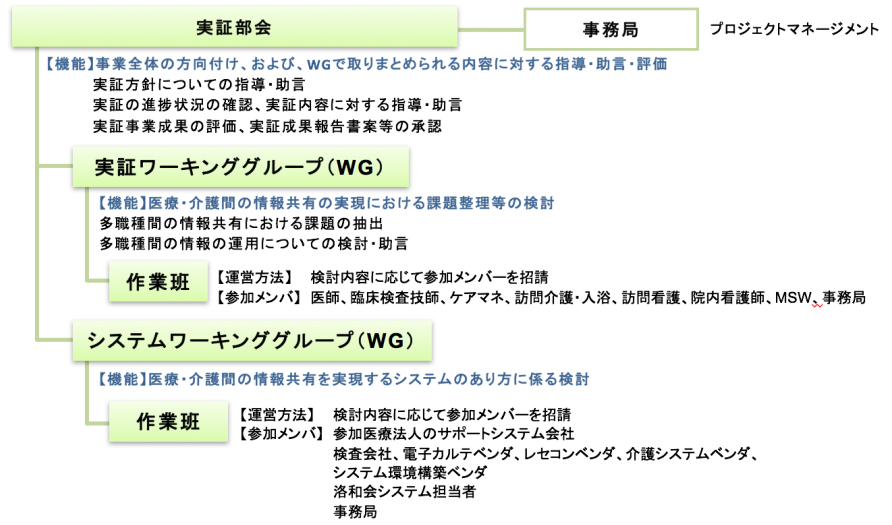 実証部会
事務局
プロジェクトマネージメント
【機能】事業全体の方向付け、および、WGで取りまとめられる内容に対する指導・助言・評価
実証方針についての指導・助言
実証の進捗状況の確認、実証内容に対する指導・助言
実証事業成果の評価、実証成果報告書案等の承認
実証ワーキンググループ（WG）
【機能】医療・介護間の情報共有の実現における課題整理等の検討
多職種間の情報共有における課題の抽出
多職種間の情報の運用についての検討・助言
作業班
【運営方法】 検討内容に応じて参加メンバーを招請
【参加メンバ】 医師、臨床検査技師、ケアマネ、訪問介護・入浴、訪問看護、院内看護師、MSW、事務局
システムワーキンググループ（WG）
【機能】医療・介護間の情報共有を実現するシステムのあり方に係る検討
作業班
【運営方法】 検討内容に応じて参加メンバーを招請
【参加メンバ】 参加医療法人のサポートシステム会社
検査会社、電子カルテベンダ、レセコンベンダ、介護システムベンダ、
システム環境構築ベンダ
洛和会システム担当者
事務局